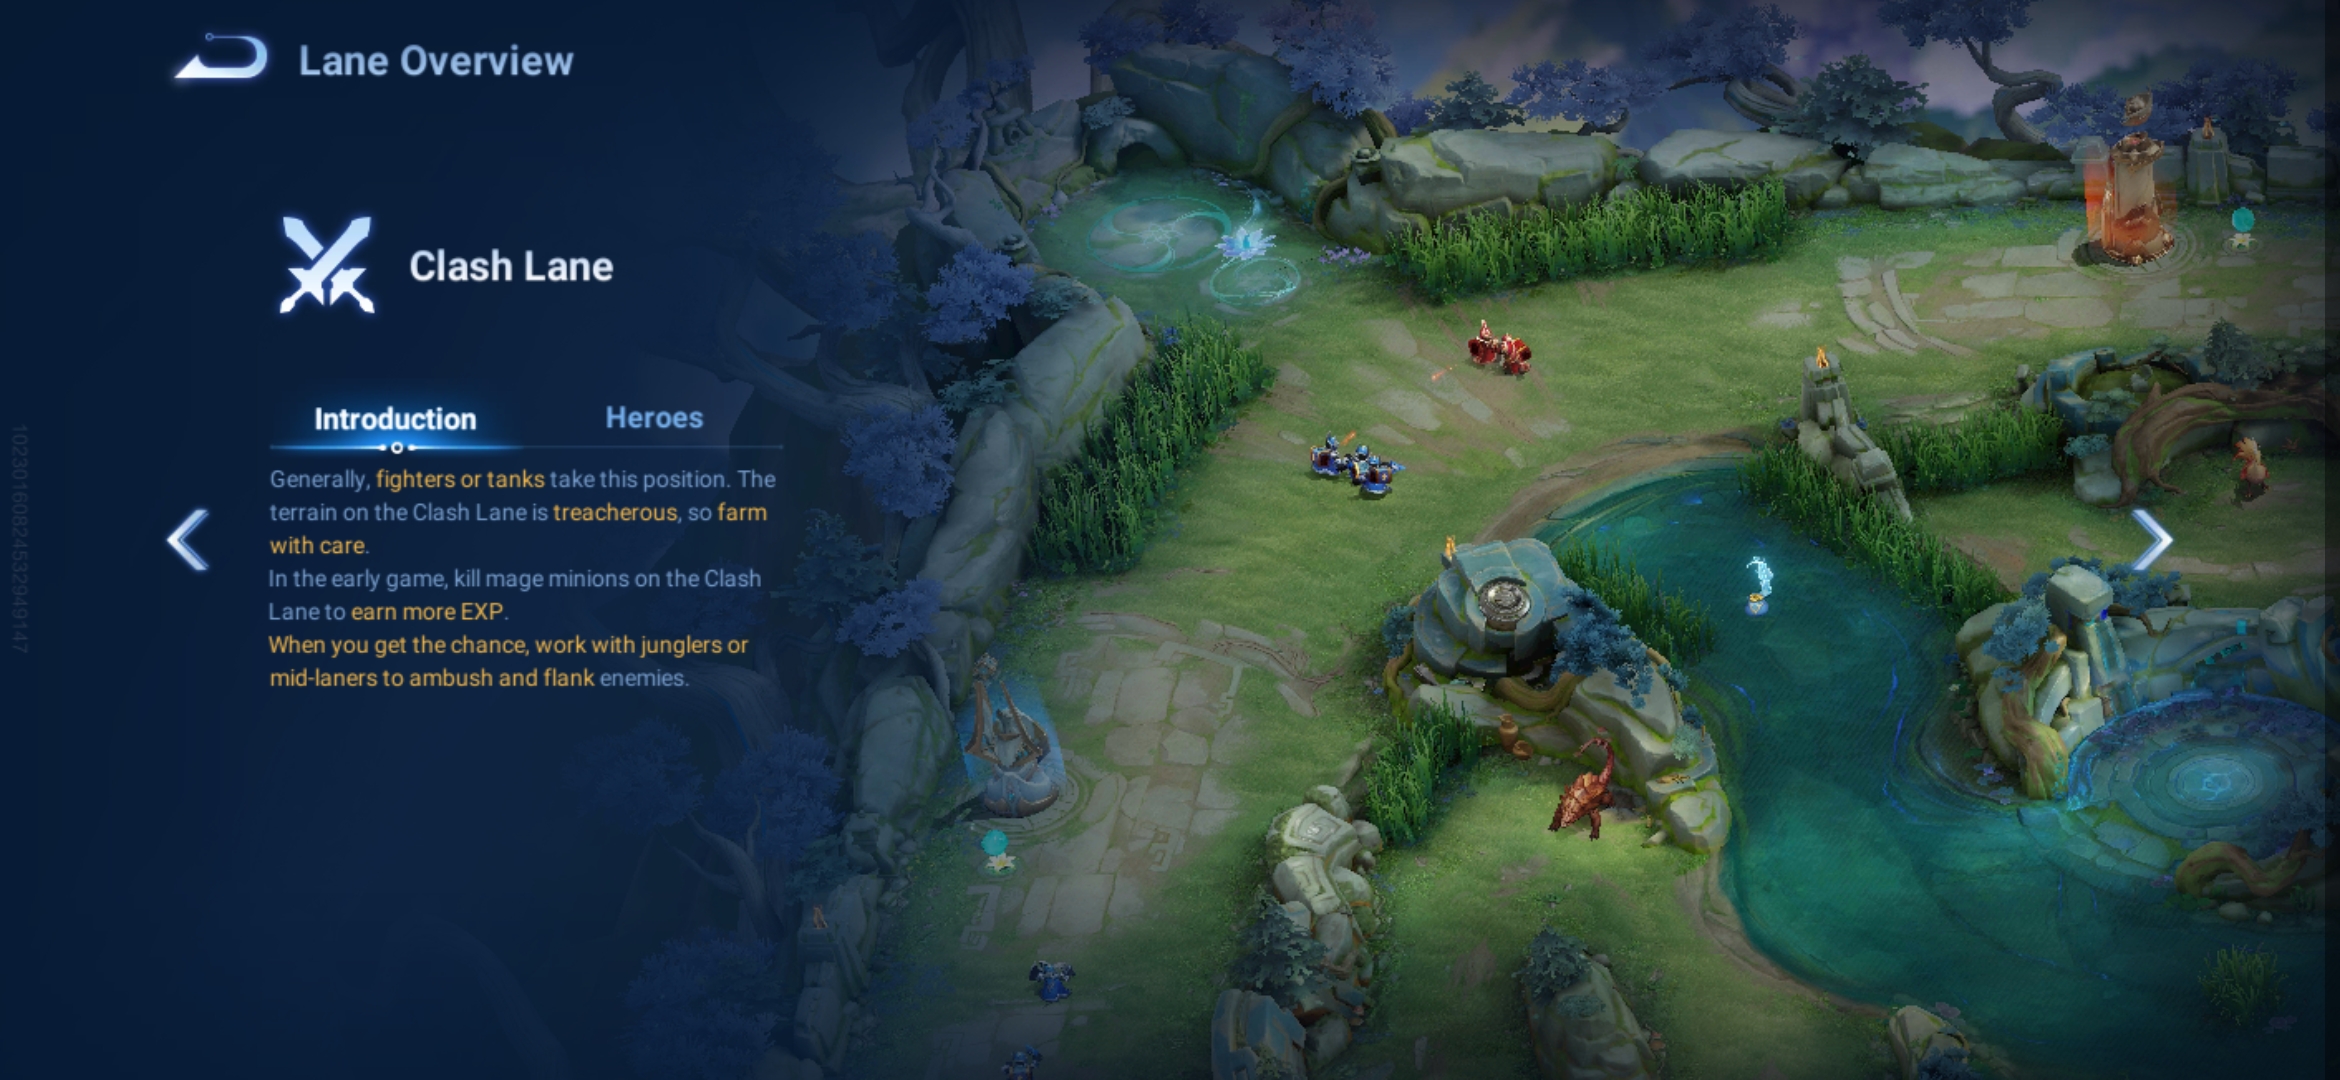 Lane Overview
Clash Lane
Introduction
Heroes
Generally, fighters or tanks take this position. The
terrain on the Clash Lane is treacherous, so farm
with care.
In the early game, kill mage minions on the Clash
Lane to earn more EXP.
When you get the chance, work with junglers or
mid-laners to ambush and flank enemies.